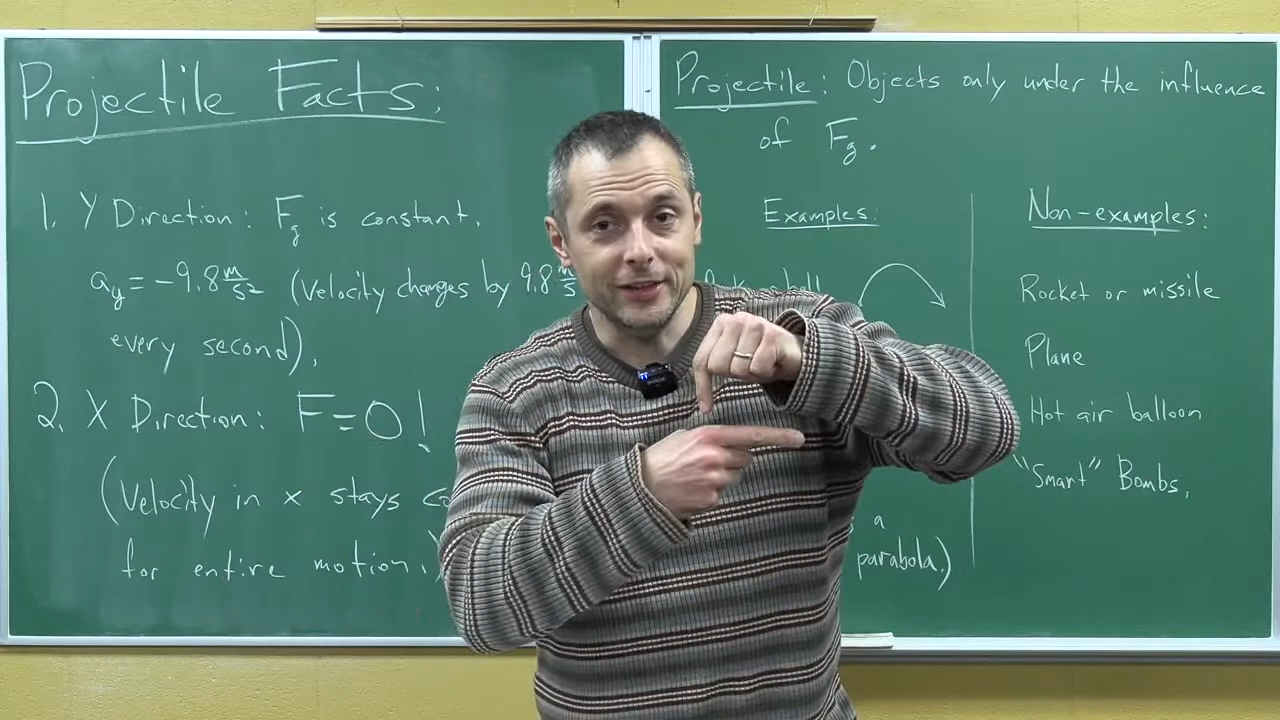 Projectile Facts:
1. Y Direction: Fg is constant.
ay = -9.8 m/s² (Velocity changes by 9.8 m/s
every second).
2. X Direction: F = 0!
(Velocity in x stays
for entire motion.)
Projectile: Objects only under the influence
of Fg.
Examples:
a
parabola.)
Non-examples:
Rocket or missile
Plane
Hot air balloon
"Smart" Bombs.